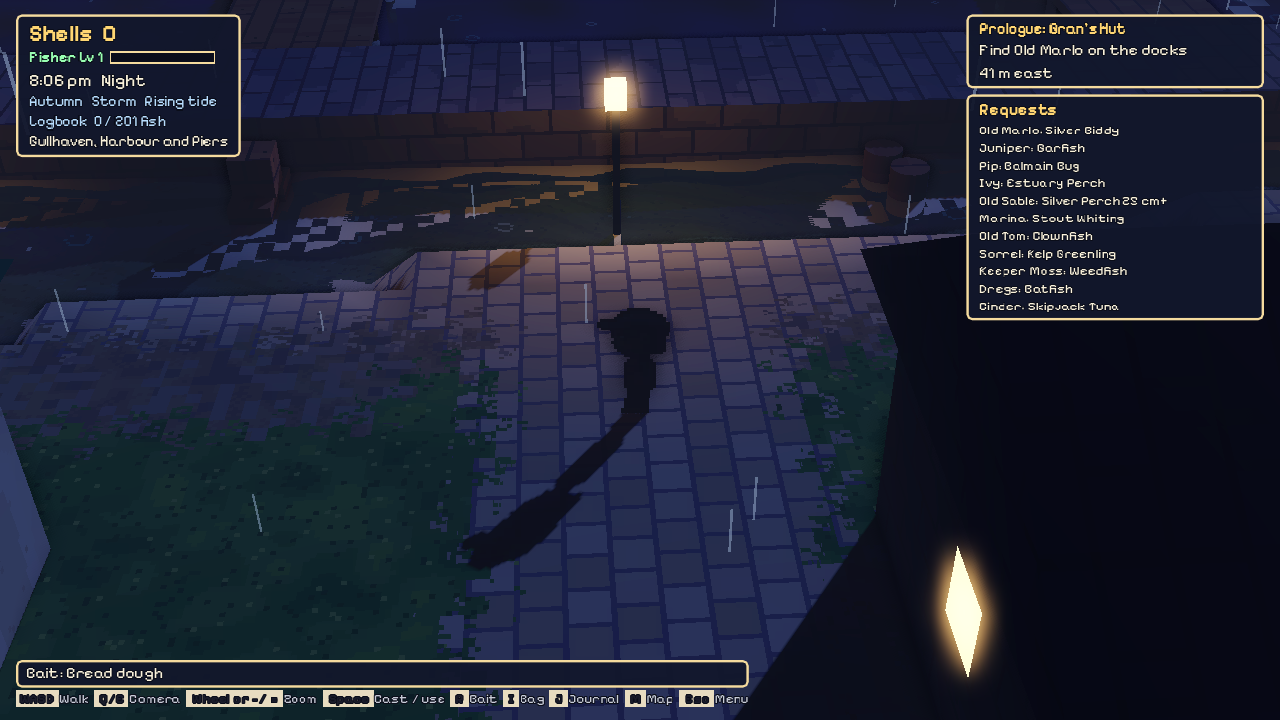 Shells 0
Fisher Lv 1
8:06 pm Night
Autumn Storm Rising tide
Logbook 0 / 201 fish
Gullhaven, Harbour and Piers
Prologue: Gran's Hut
Find Old Marlo on the docks
41 m east
Requests
Old Marlo: Silver Biddy
Juniper: Garfish
Pip: Balmain Bug
Ivy: Estuary Perch
Old Sable: Silver Perch 25 cm+
Marina: Stout Whiting
Old Tom: Clownfish
Sorrel: Kelp Greenling
Keeper Moss: Weedfish
Dregs: Batfish
Ginger: Skipjack Tuna
Bait: Bread dough
WASD Walk Q/E Camera Wheel or -/= Zoom Space Cast / use R Bait I Bag J Journal M Map Esc Menu